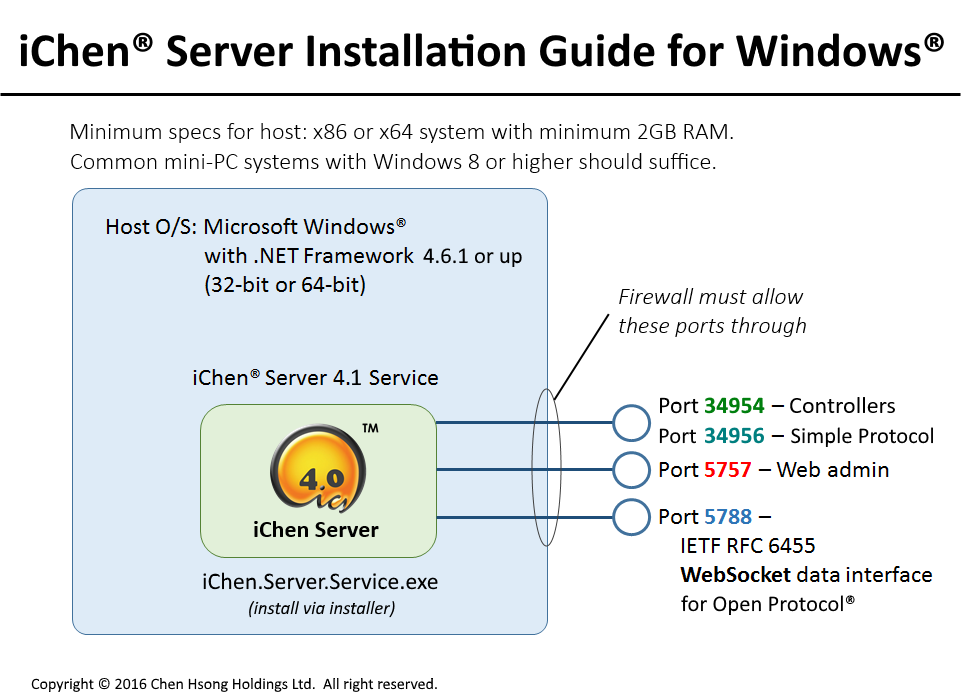 iChen® Server Installation Guide for Windows®
Minimum specs for host: x86 or x64 system with minimum 2GB RAM.
Common mini-PC systems with Windows 8 or higher should suffice.
Host O/S: Microsoft Windows®
with .NET Framework 4.6.1 or up
(32-bit or 64-bit)
Firewall must allow
these ports through
iChen® Server 4.1 Service
TM
4.0
iChen Server
Port 34954 – Controllers
Port 34956 – Simple Protocol
Port 5757 – Web admin
Port 5788 –
IETF RFC 6455
WebSocket data interface
for Open Protocol®
iChen.Server.Service.exe
(install via installer)
Copyright © 2016 Chen Hsong Holdings Ltd. All right reserved.